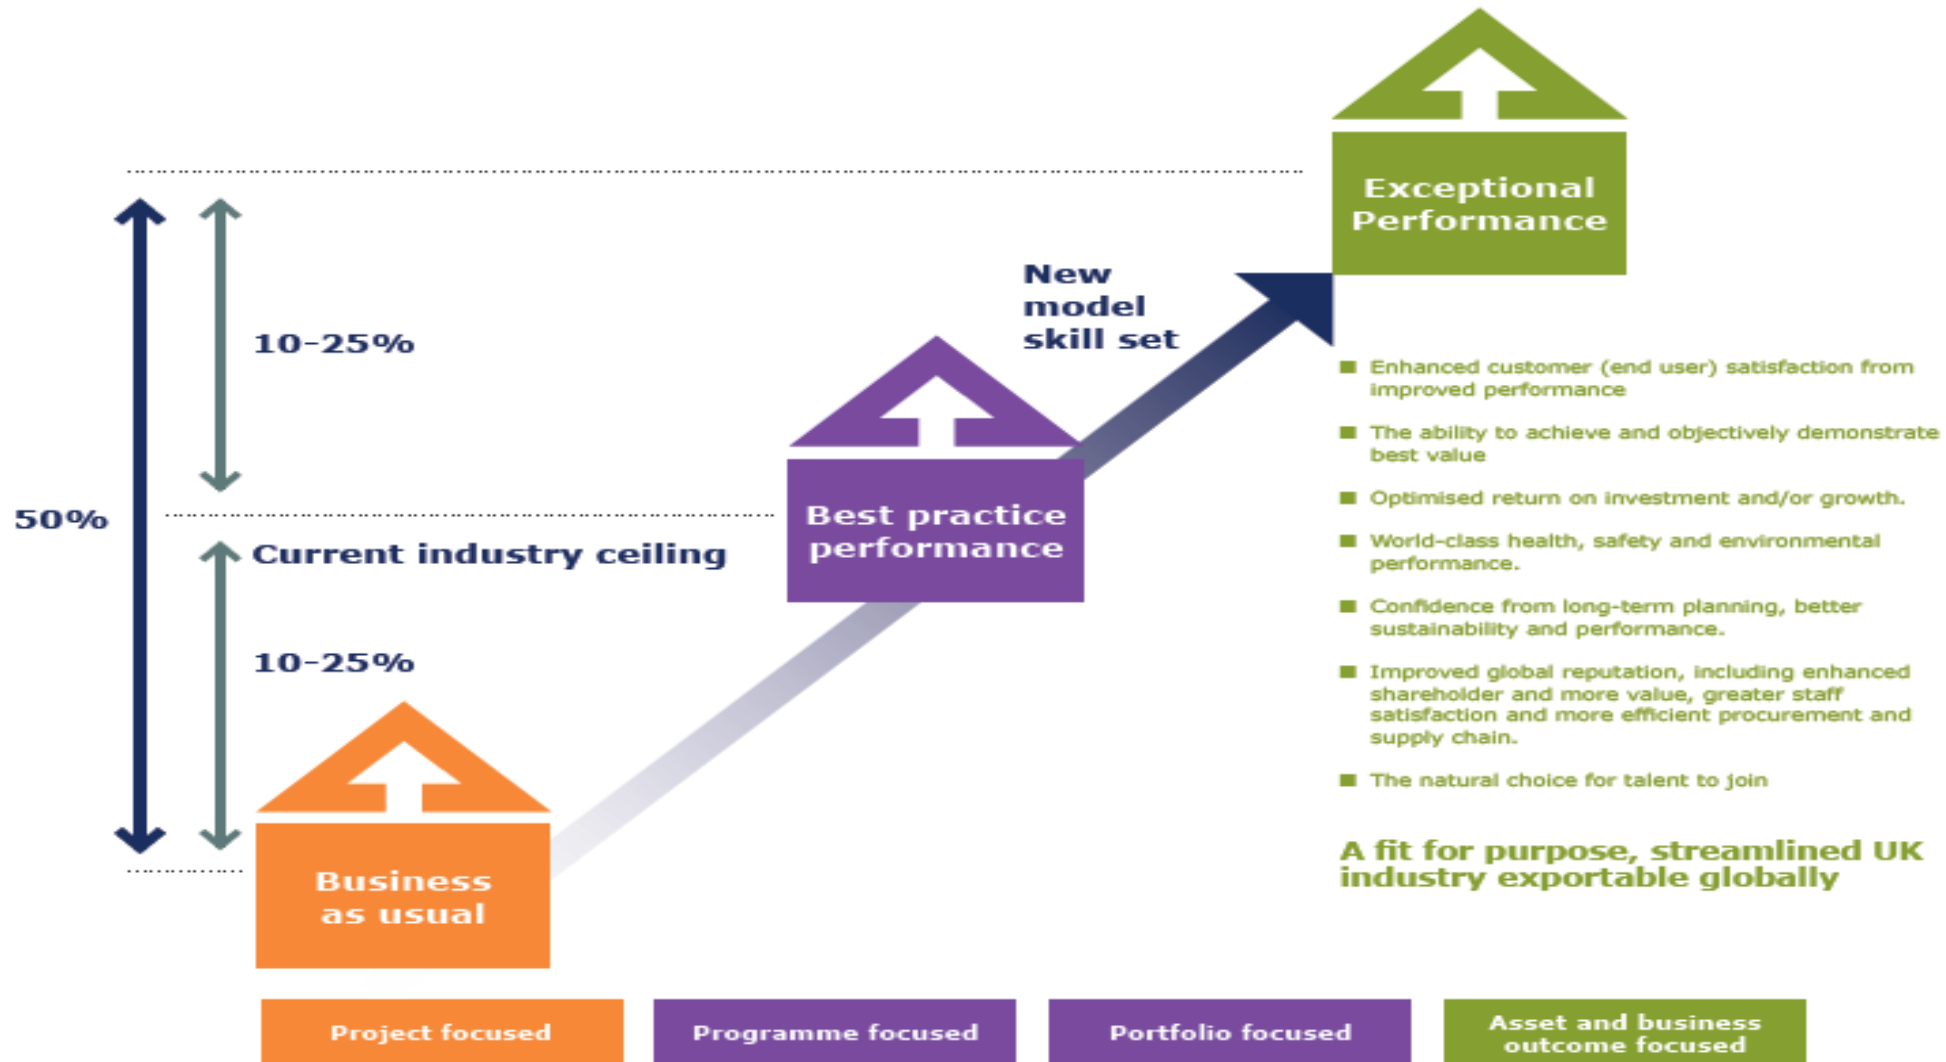 Exceptional
Performance
New
model
skill set
10-25%
50%
Current industry ceiling
Best practice
performance
10-25%
Business
as usual
■ Enhanced customer (end user) satisfaction from
improved performance
■ The ability to achieve and objectively demonstrate
best value
■ Optimised return on investment and/or growth.
■ World-class health, safety and environmental
performance.
■ Confidence from long-term planning, better
sustainability and performance.
■ Improved global reputation, including enhanced
shareholder and more value, greater staff
satisfaction and more efficient procurement and
supply chain.
■ The natural choice for talent to join
A fit for purpose, streamlined UK
industry exportable globally
Project focused
Programme focused
Portfolio focused
Asset and business
outcome focused